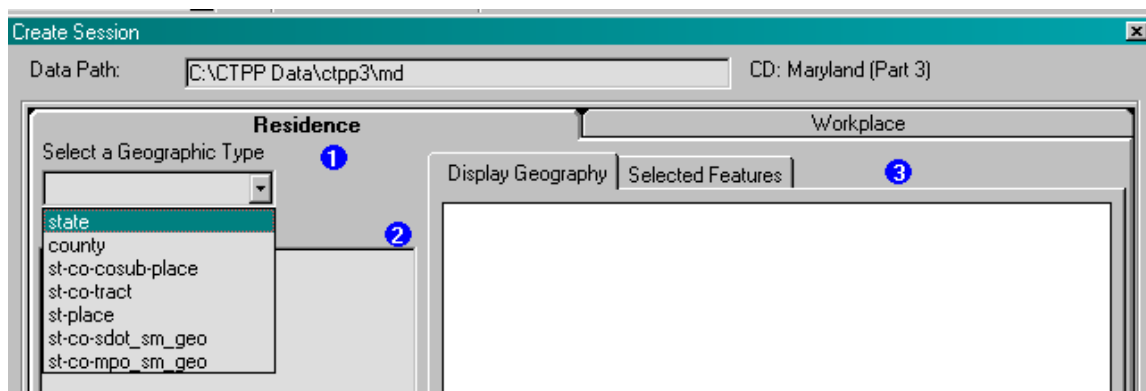 Create Session
Data Path: C:\CTPP Data\ctpp3\md CD: Maryland (Part 3)
Residence Workplace
Select a Geographic Type 1
Display Geography Selected Features 3
state
2
county
st-co-cosub-place
st-co-tract
st-place
st-co-sdot_sm_geo
st-co-mpo_sm_geo